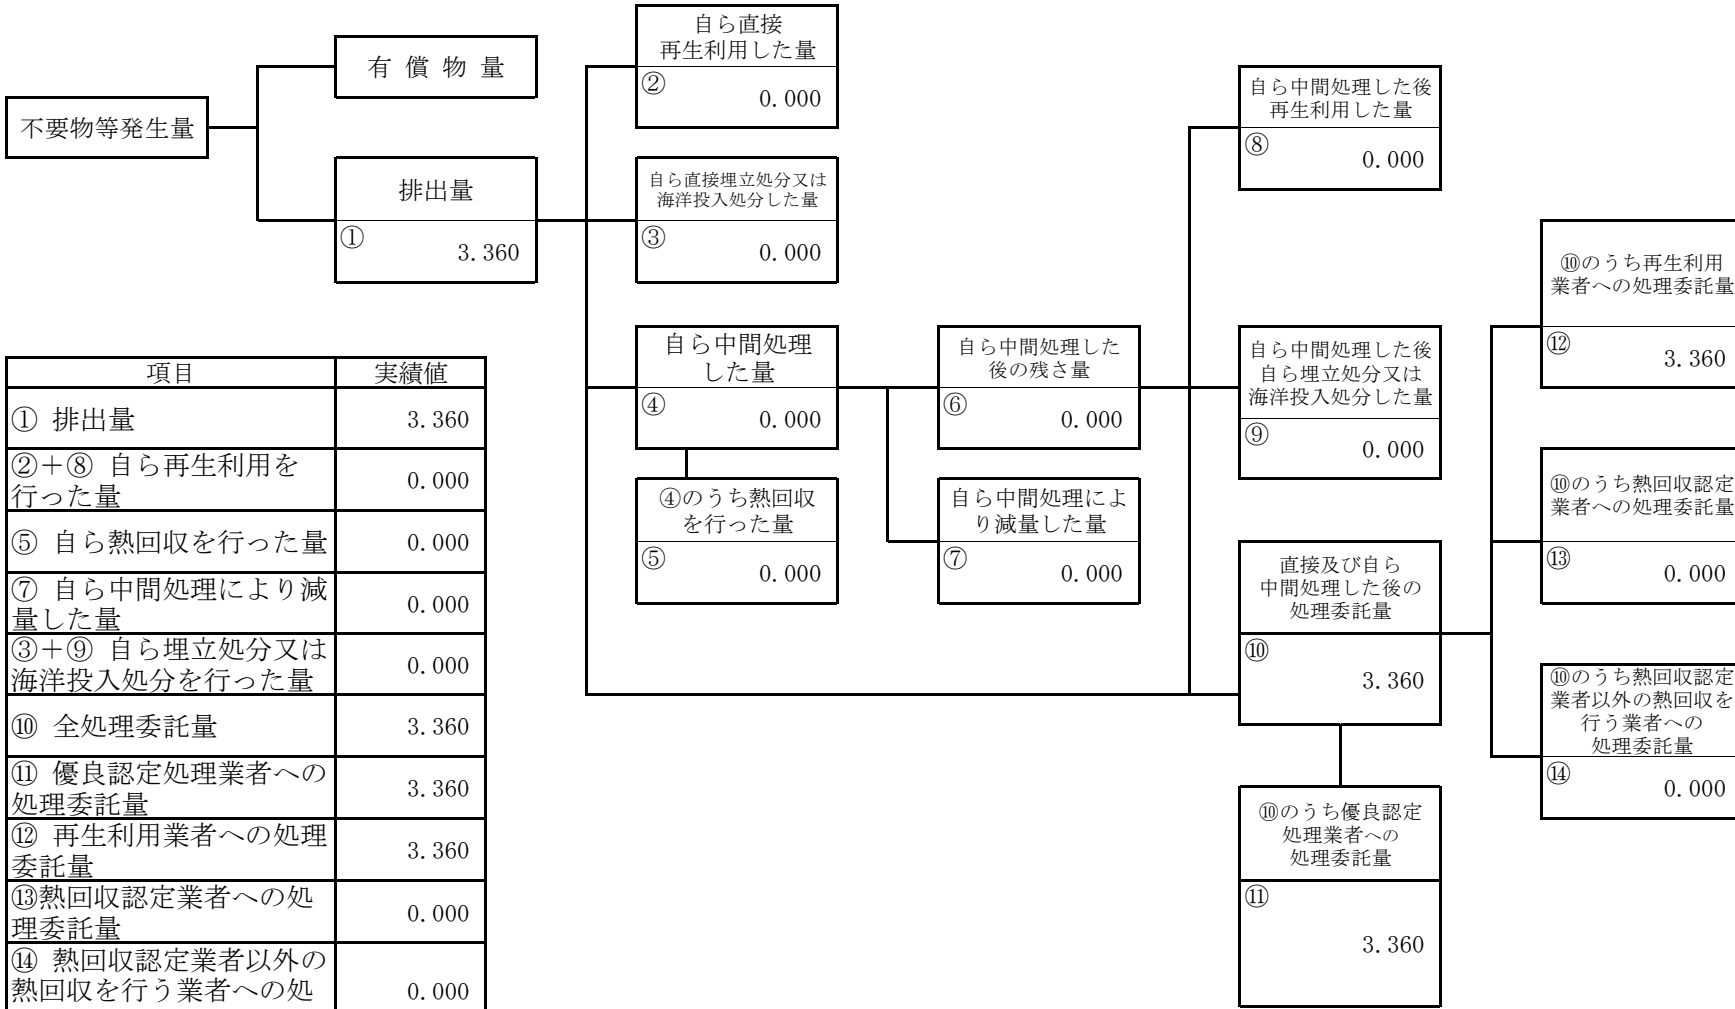 不要物等発生量
有 償 物 量
排出量
①
3.360
自ら直接
再生利用した量
②
0.000
自ら直接埋立処分又は
海洋投入処分した量
③
0.000
自ら中間処理
した量
④
0.000
④のうち熱回収
を行った量
⑤
0.000
自ら中間処理した
後の残さ量
⑥
0.000
自ら中間処理によ
り減量した量
⑦
0.000
自ら中間処理した後
再生利用した量
⑧
0.000
自ら中間処理した後
自ら埋立処分又は
海洋投入処分した量
⑨
0.000
直接及び自ら
中間処理した後の
処理委託量
⑩
3.360
⑩のうち優良認定
処理業者への
処理委託量
⑪
3.360
⑩のうち再生利用
業者への処理委託量
⑫
3.360
⑩のうち熱回収認定
業者への処理委託量
⑬
0.000
⑩のうち熱回収認定
業者以外の熱回収を
行う業者への
処理委託量
⑭
0.000
項目 実績値
① 排出量 3.360
②＋⑧ 自ら再生利用を
行った量 0.000
⑤ 自ら熱回収を行った量 0.000
⑦ 自ら中間処理により減
量した量 0.000
③＋⑨ 自ら埋立処分又は
海洋投入処分を行った量 0.000
⑩ 全処理委託量 3.360
⑪ 優良認定処理業者への
処理委託量 3.360
⑫ 再生利用業者への処理
委託量 3.360
⑬熱回収認定業者への処
理委託量 0.000
⑭ 熱回収認定業者以外の
熱回収を行う業者への処 0.000